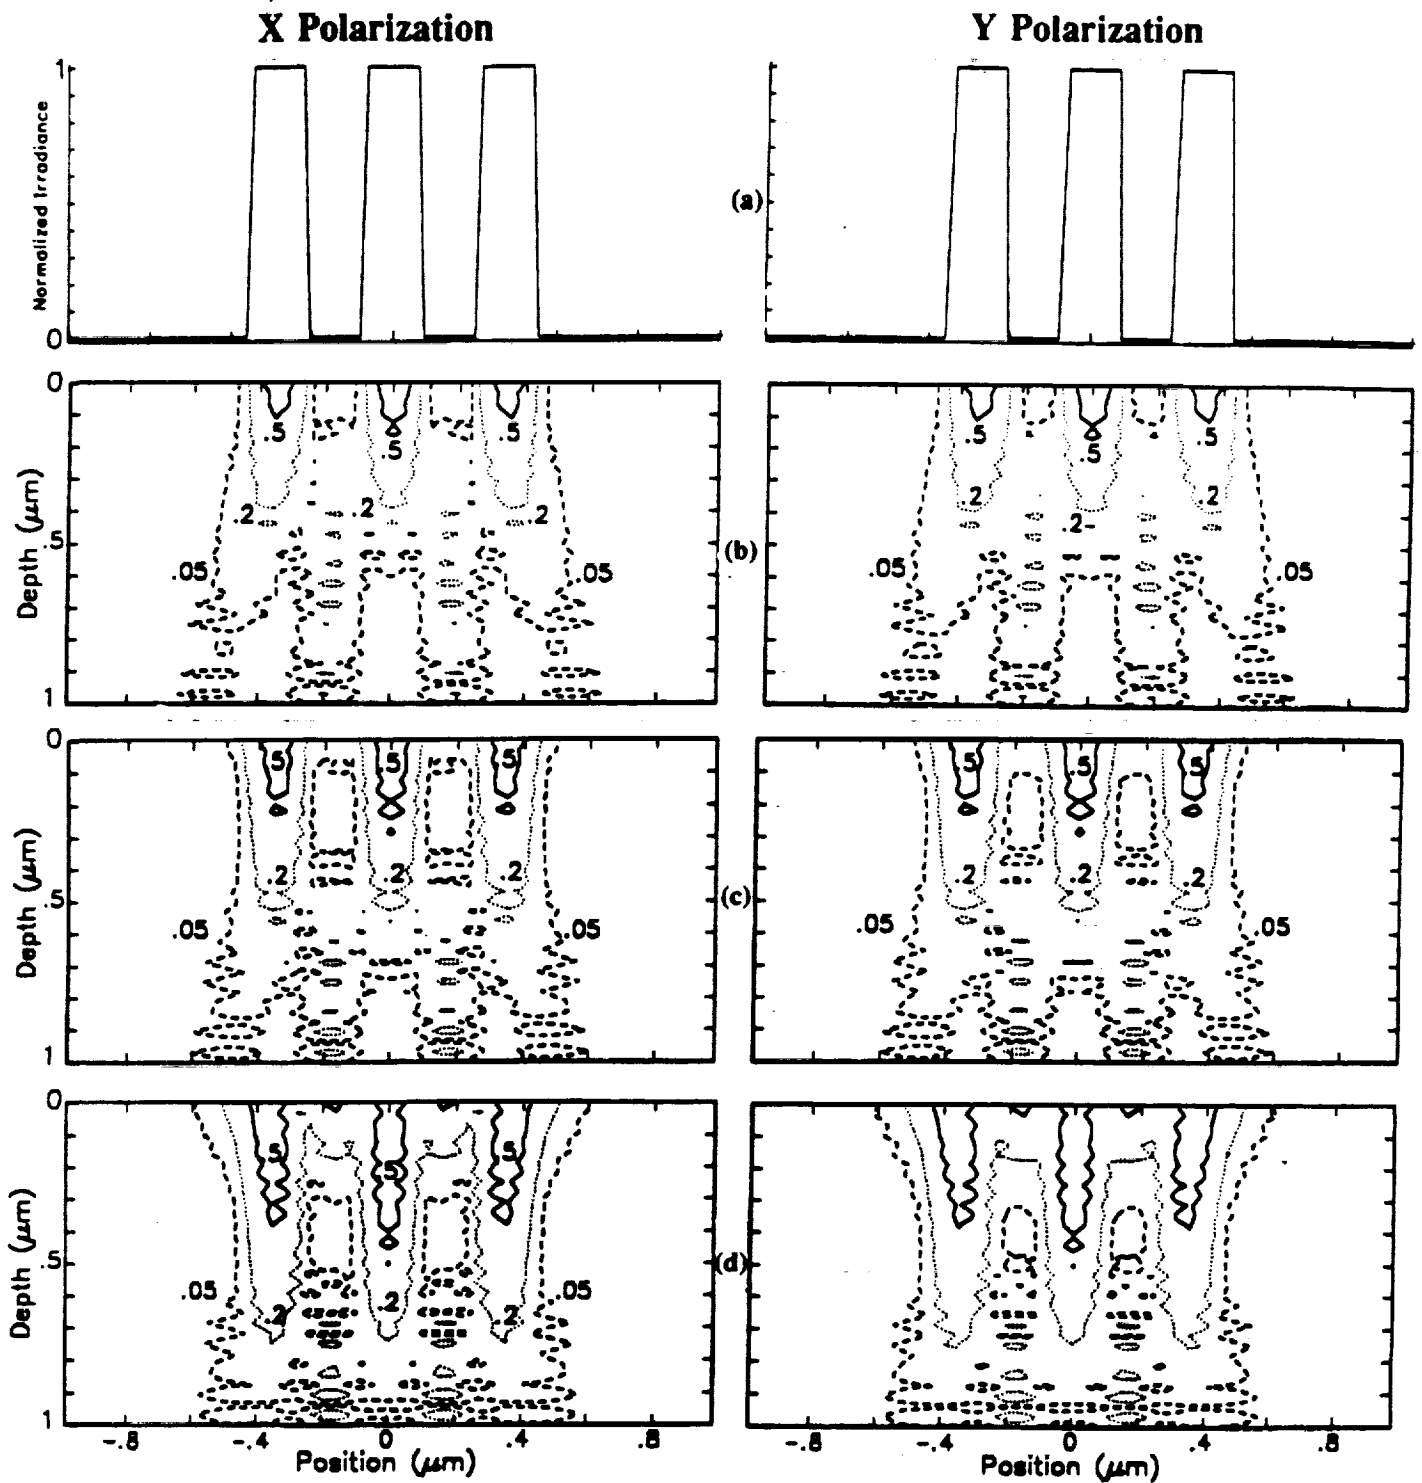 X Polarization Y Polarization
1
Normalized Irradiance
(a)
0
0
.5 .5 .5 .5 .5 .5
.2 .2 .2 .2 .2- .2
Depth (μm) .5 (b)
.05 .05 .05 .05
1
0
.5 .5 .5 .5 .5 .5
.2 .2 .2 .2 .2 .2
Depth (μm) .5 (c)
.05 .05 .05 .05
1
0
.5 .5 .5
Depth (μm) .5 (d)
.05 .05 .05 .05
.2 .2 .2
1
-.8 -.4 0 .4 .8 -.8 -.4 0 .4 .8
Position (μm) Position (μm)